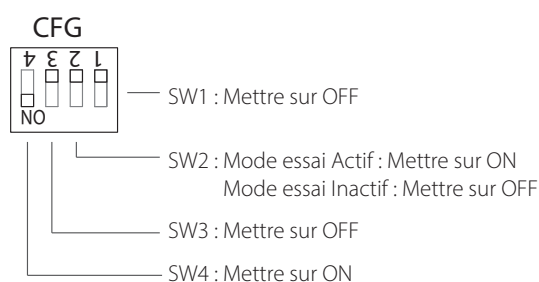 CFG
4 3 2 1
NO
SW1 : Mettre sur OFF
SW2 : Mode essai Actif : Mettre sur ON
Mode essai Inactif : Mettre sur OFF
SW3 : Mettre sur OFF
SW4 : Mettre sur ON